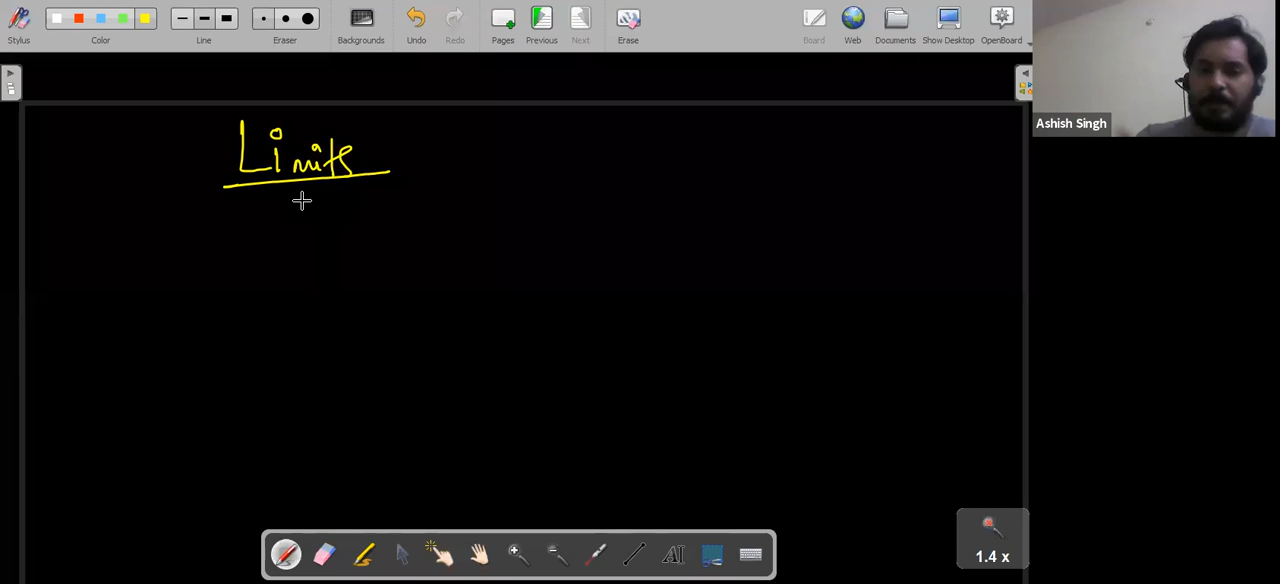 Stylus Color Line Eraser Backgrounds Undo Redo Pages Previous Next Erase Board Web Documents Show Desktop OpenBoard
Ashish Singh
Limits
AI
1.4 x